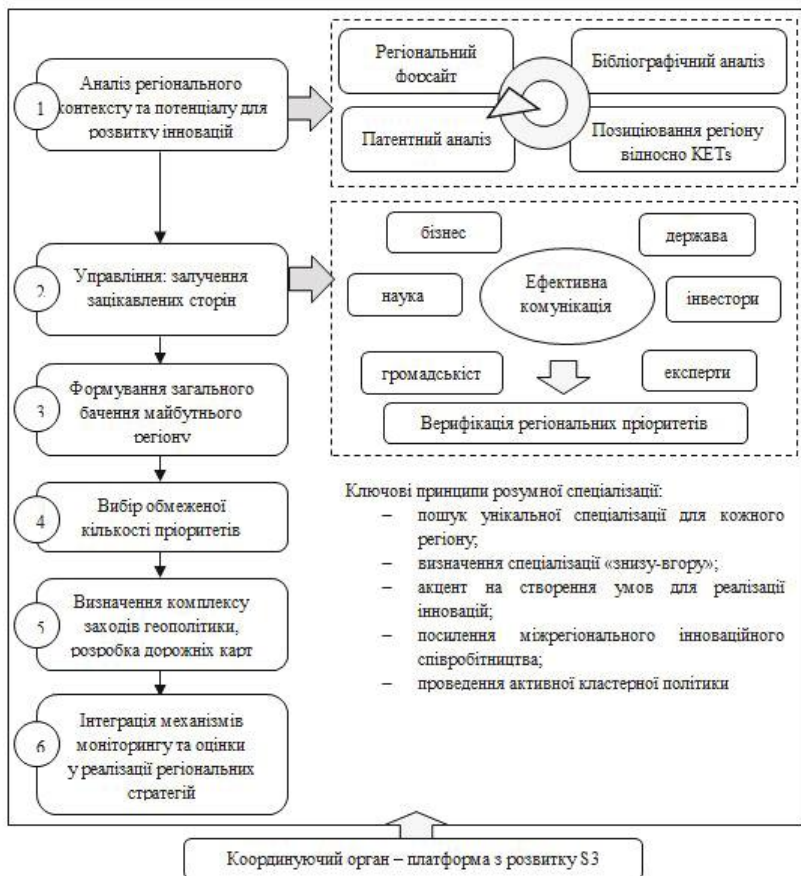 1
Аналіз регіонального
контексту та потенціалу для
розвитку інновацій
Регіональний
форсайт
Бібліографічний аналіз
Патентний аналіз
Позиціювання регіону
відносно KETs
2
Управління: залучення
зацікавлених сторін
бізнес
держава
наука
Ефективна
комунікація
інвестори
громадськіст
експерти
Верифікація регіональних пріоритетів
3
Формування загального
бачення майбутнього
регіону
4
Вибір обмеженої
кількості пріоритетів
5
Визначення комплексу
заходів геополітики,
розробка дорожніх карт
6
Інтеграція механізмів
моніторингу та оцінки
у реалізації регіональних
стратегій
Ключові принципи розумної спеціалізації:
– пошук унікальної спеціалізації для кожного
регіону;
– визначення спеціалізації «знизу-вгору»;
– акцент на створення умов для реалізації
інновацій;
– посилення міжрегіонального інноваційного
співробітництва;
– проведення активної кластерної політики
Координуючий орган – платформа з розвитку S3